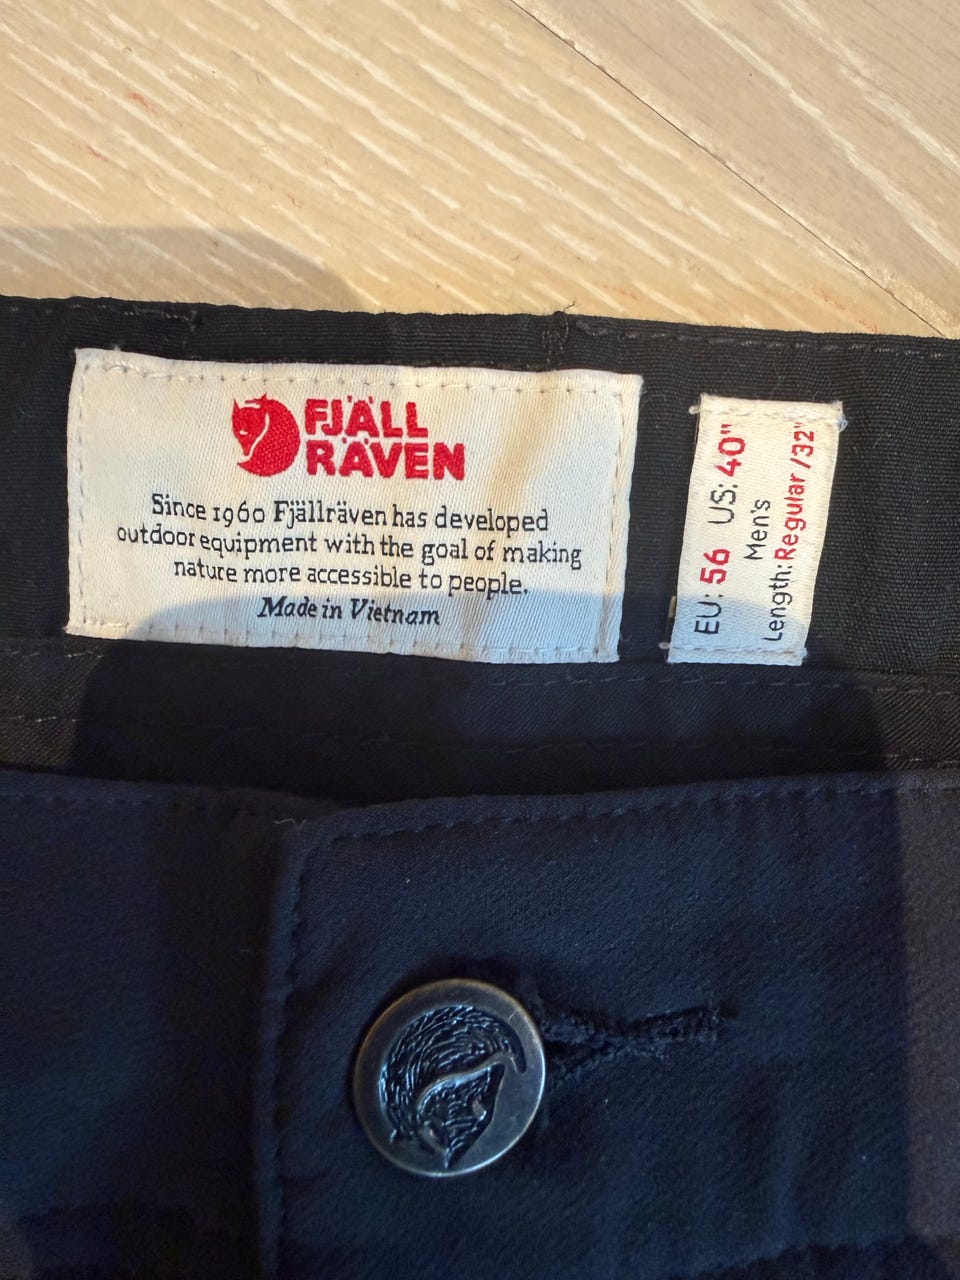 FJÄLL
RÄVEN
Since 1960 Fjällräven has developed
outdoor equipment with the goal of making
nature more accessible to people.
Made in Vietnam
EU: 56 US: 40"
Men's
Length: Regular /32"